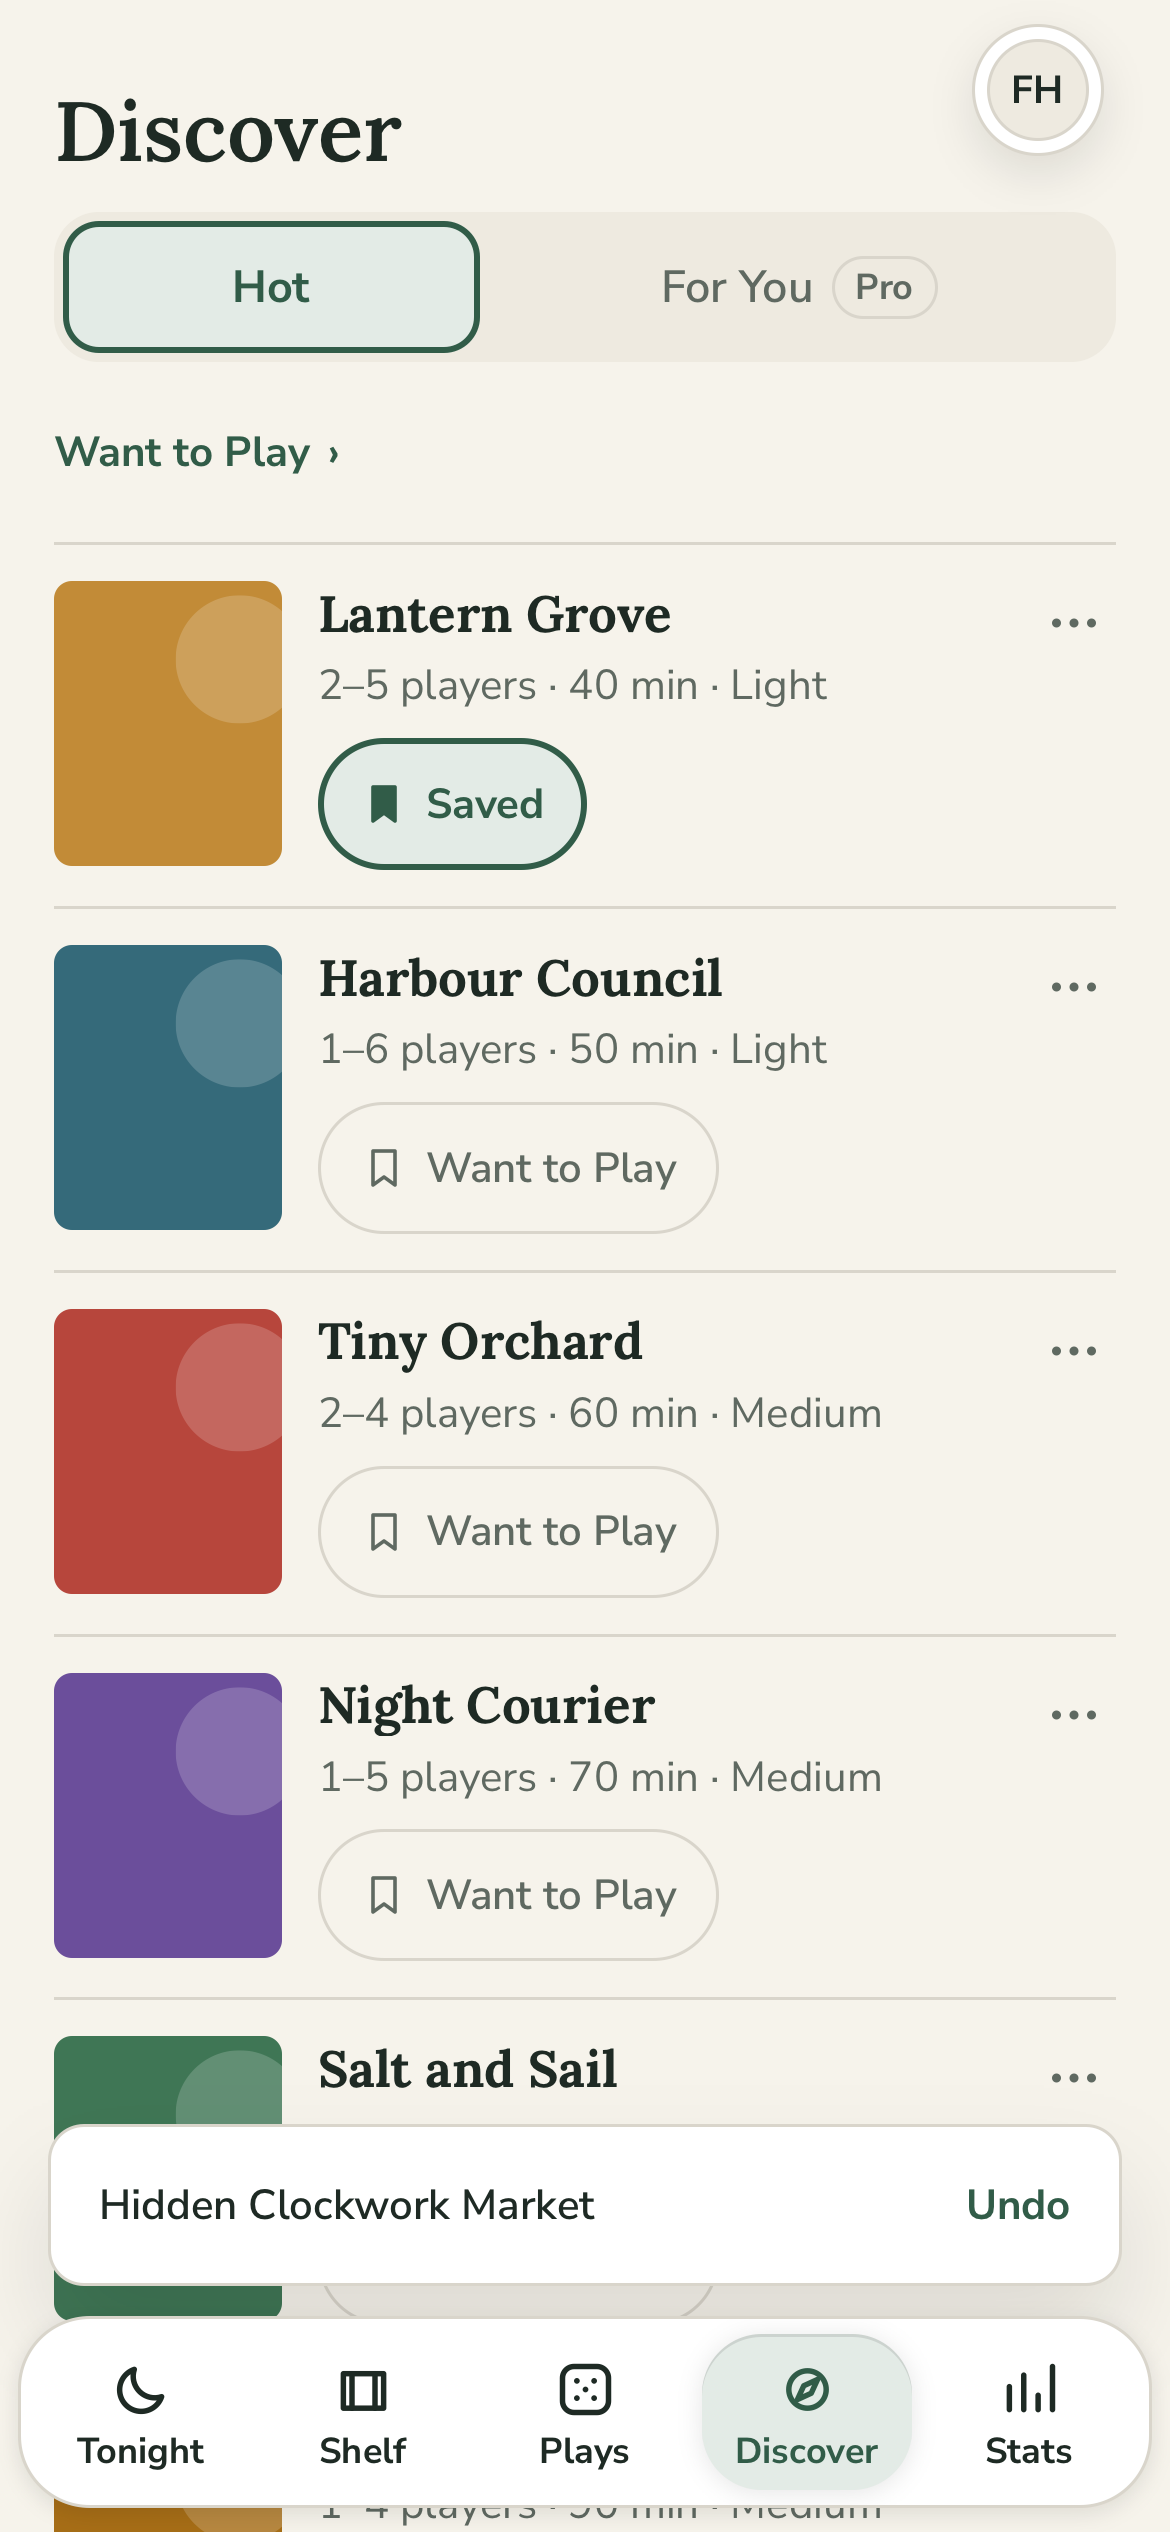 FH
Discover
Hot
For You Pro
Want to Play ›
Lantern Grove
2–5 players · 40 min · Light
Saved
Harbour Council
1–6 players · 50 min · Light
Want to Play
Tiny Orchard
2–4 players · 60 min · Medium
Want to Play
Night Courier
1–5 players · 70 min · Medium
Want to Play
Salt and Sail
Hidden Clockwork Market Undo
Tonight Shelf Plays Discover Stats